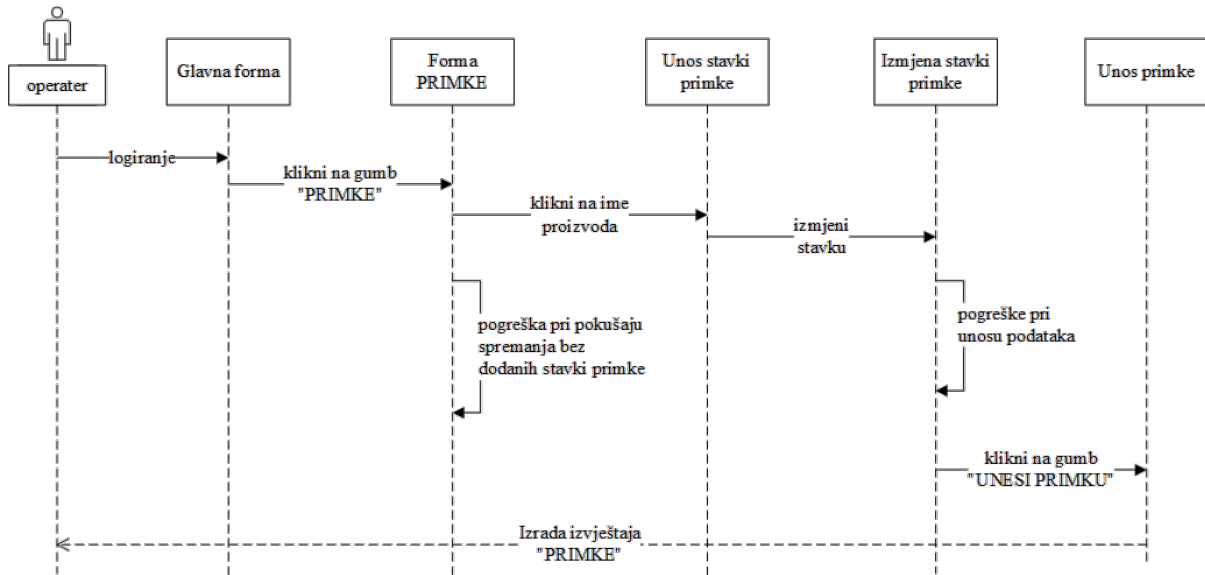 operater
Glavna forma
Forma
PRIMKE
Unos stavki
primke
Izmjena stavki
primke
Unos primke
logiranje
klikni na gumb
"PRIMKE"
klikni na ime
proizvođa
izmjeni
stavku
pogreška pri pokušaju
spremanja bez
dodanih stavki primke
pogreške pri
unosu podataka
klikni na gumb
"UNESI PRIMKU"
Izrada izvještaja
"PRIMKE"